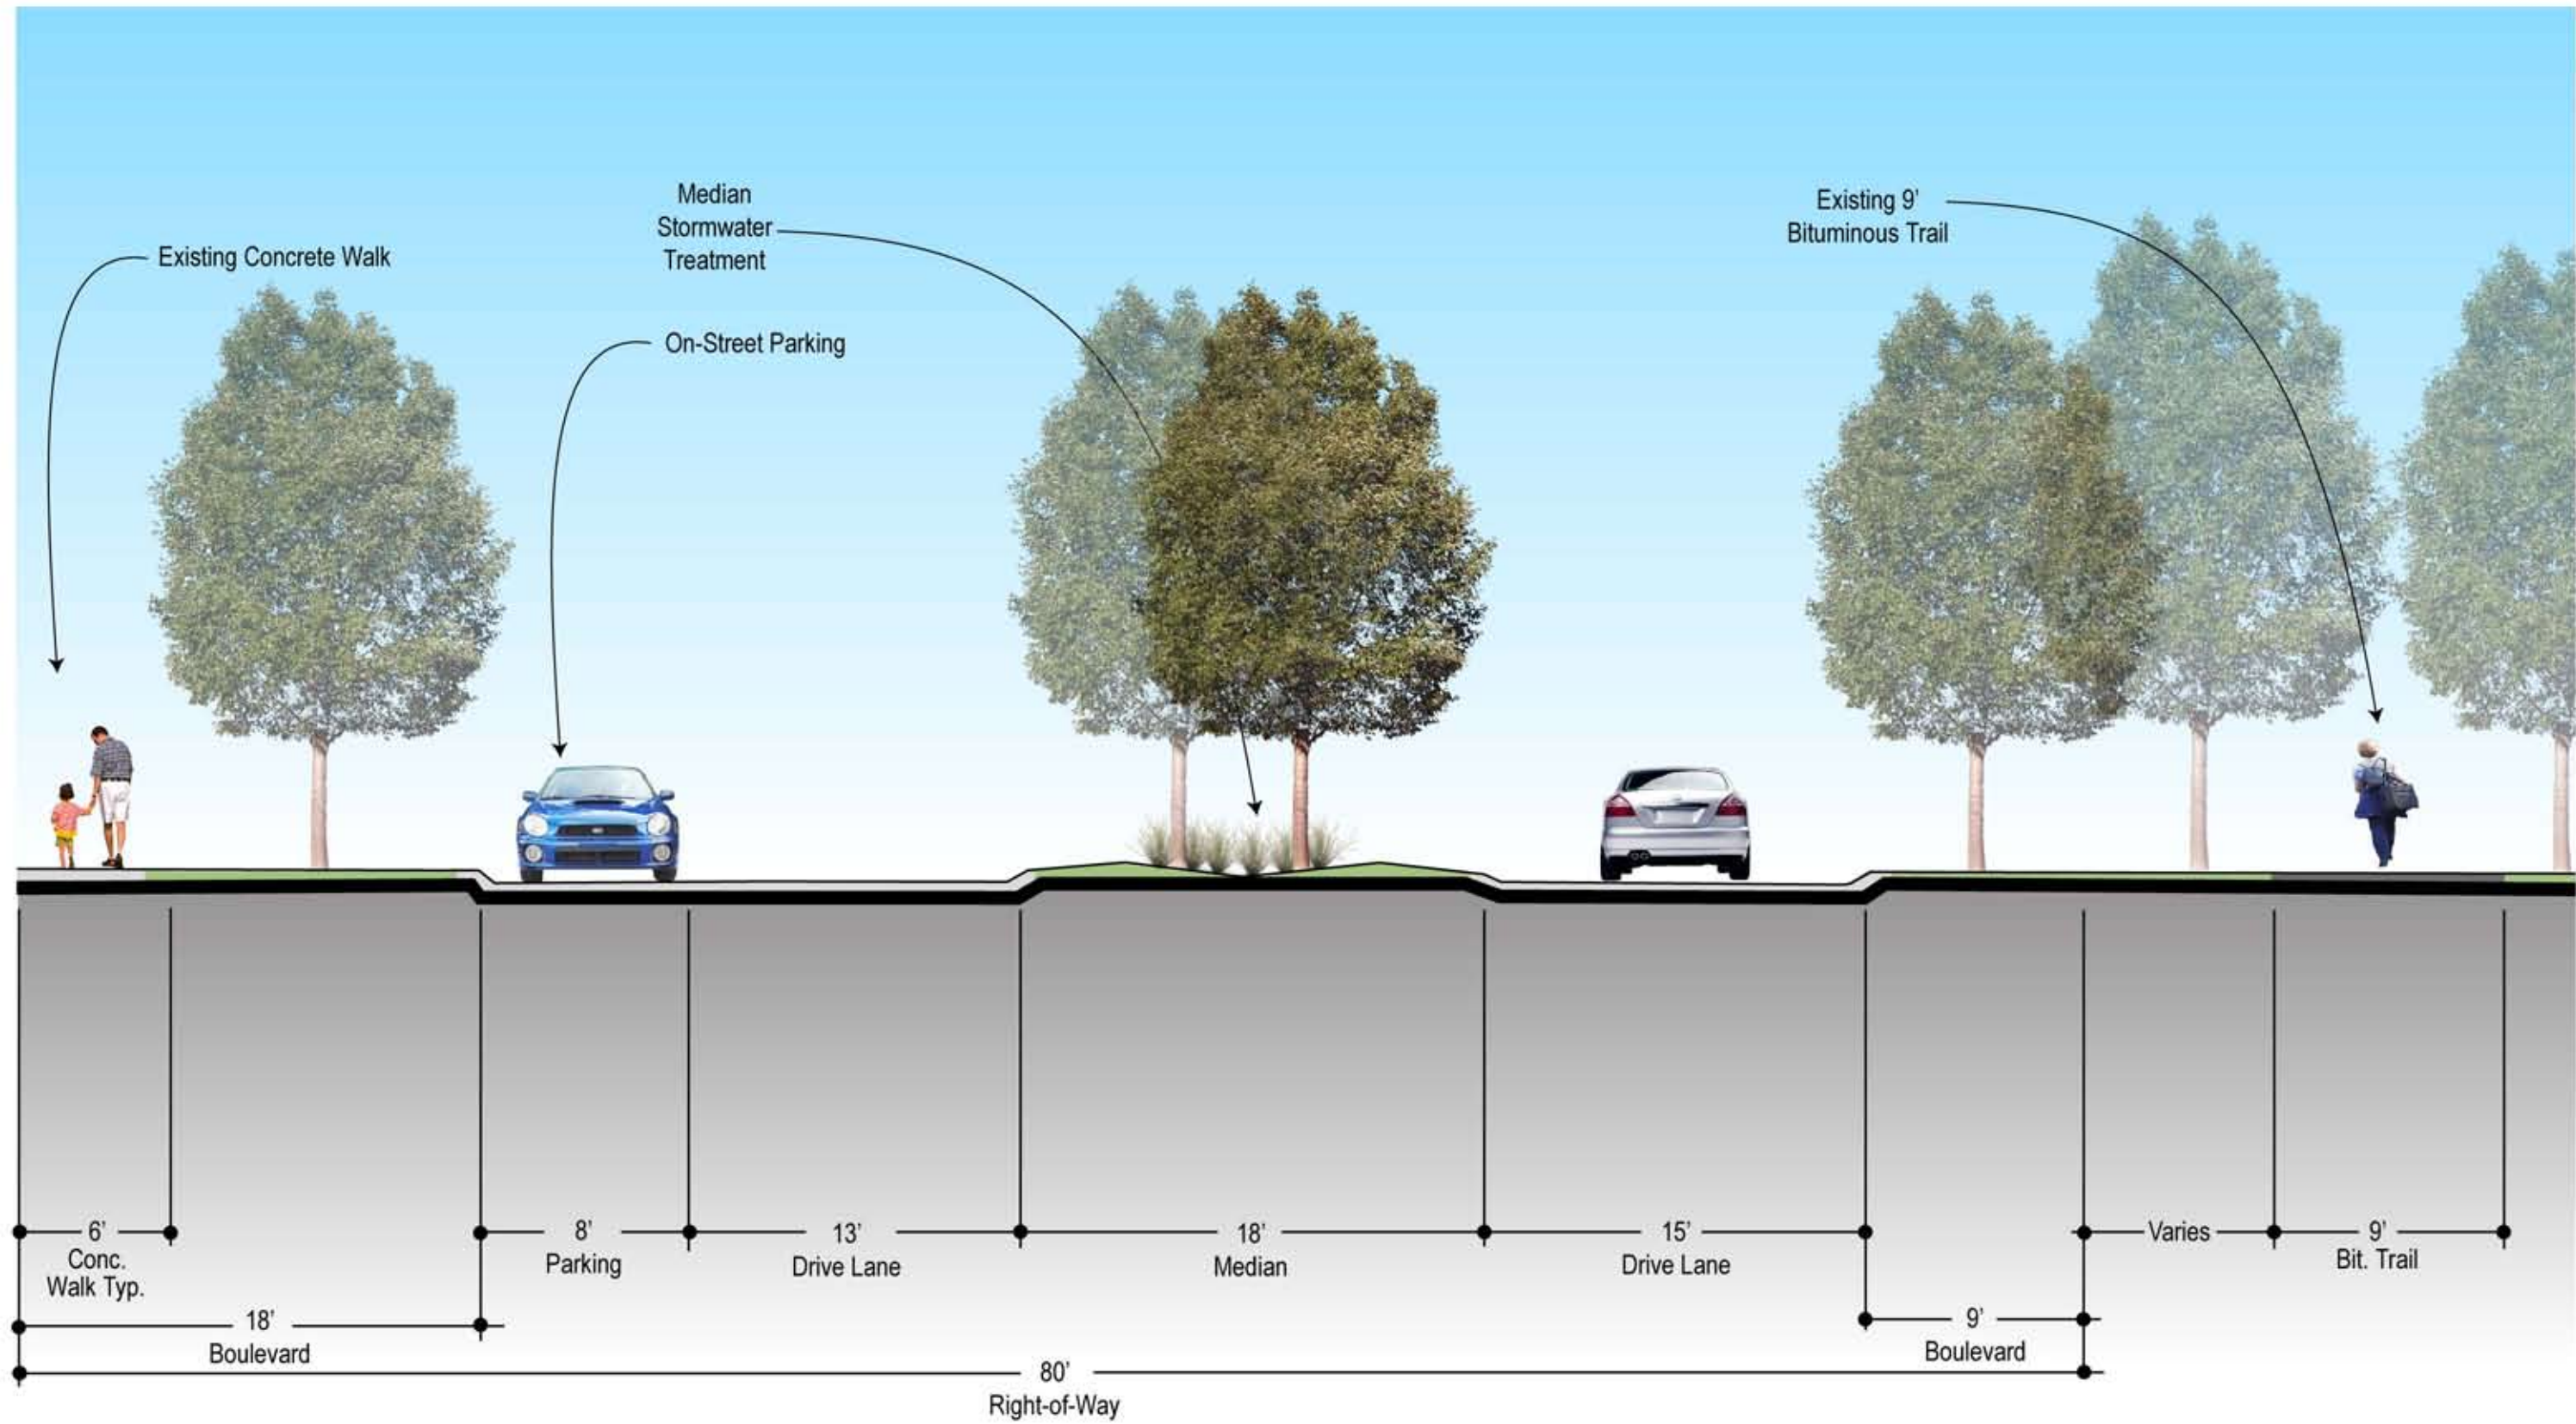 Existing Concrete Walk
Median
Stormwater
Treatment
On-Street Parking
Existing 9’
Bituminous Trail
6’
Conc.
Walk Typ.
8’
Parking
13’
Drive Lane
18’
Median
15’
Drive Lane
Varies
9’
Bit. Trail
18’
Boulevard
9’
Boulevard
80’
Right-of-Way